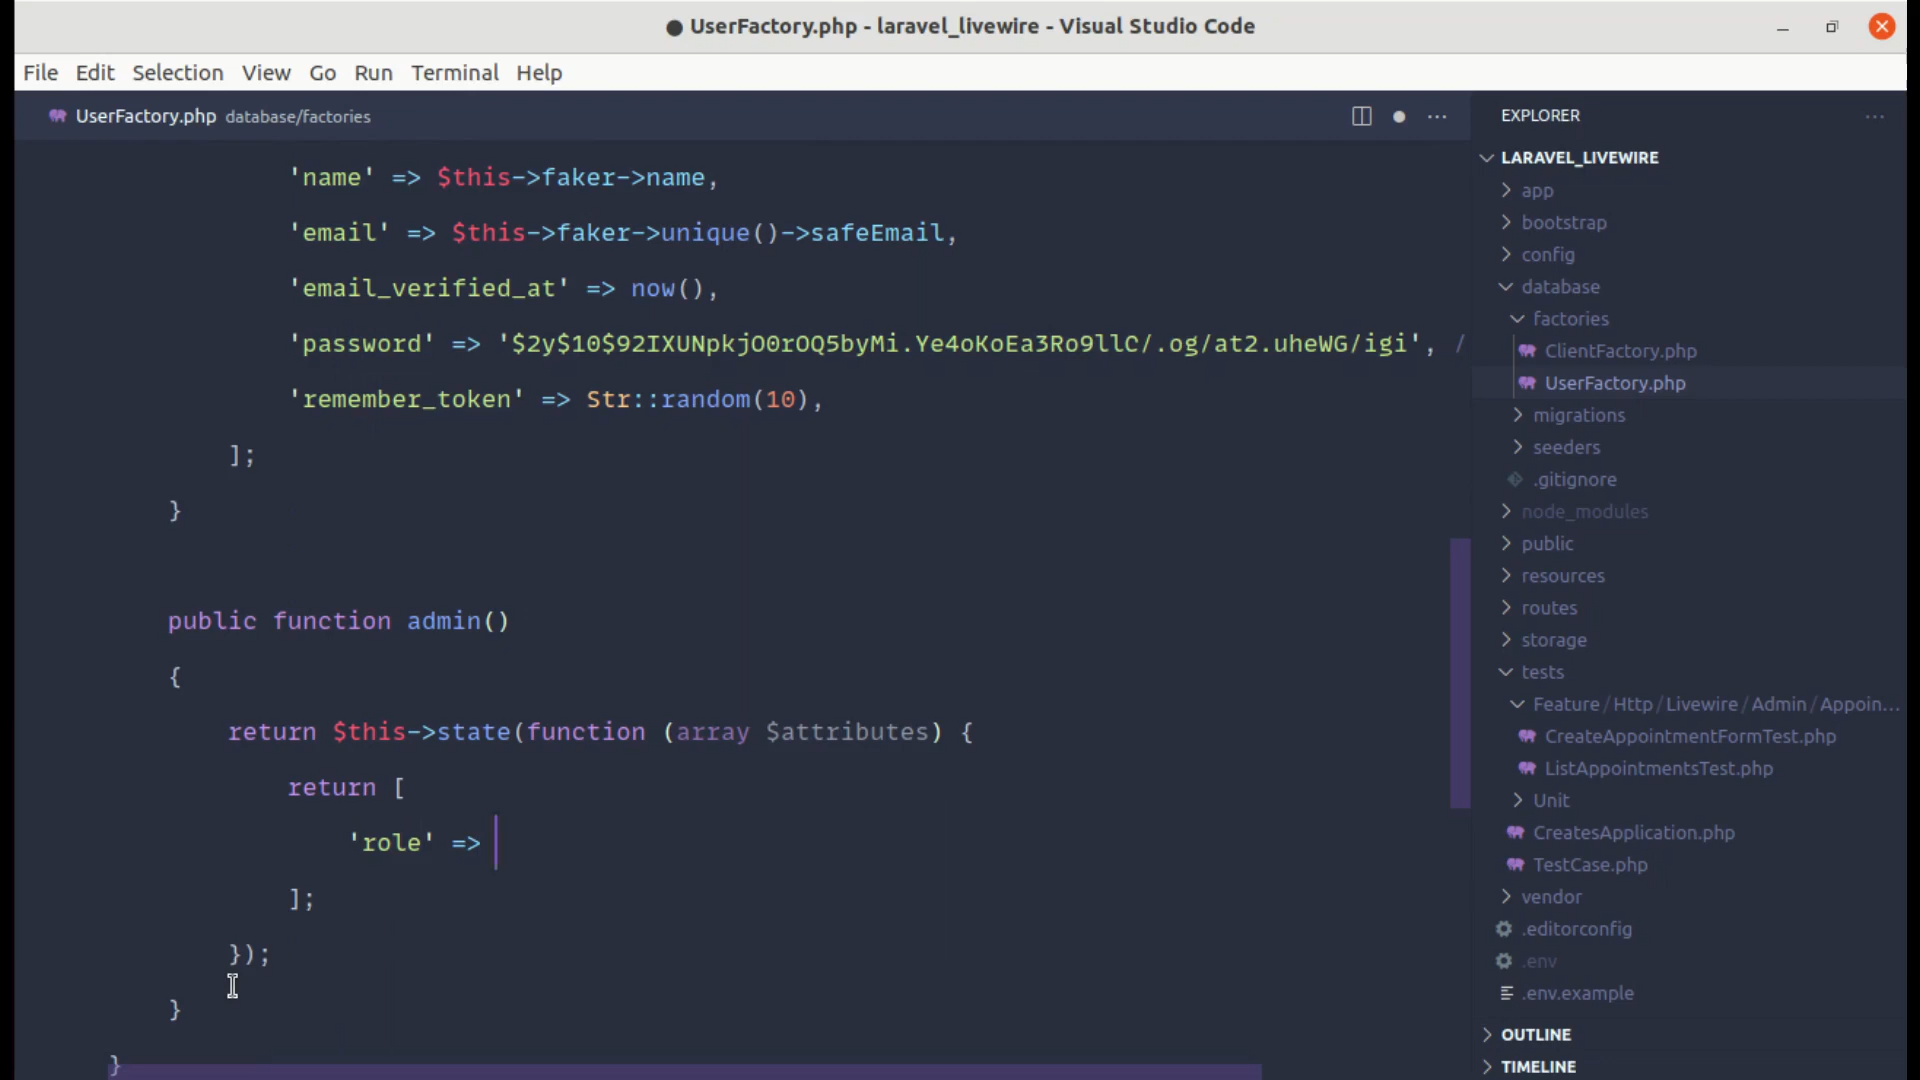 UserFactory.php - laravel_livewire - Visual Studio Code
File Edit Selection View Go Run Terminal Help
UserFactory.php database/factories
'name' => $this->faker->name,
'email' => $this->faker->unique()->safeEmail,
'email_verified_at' => now(),
'password' => '$2y$10$92IXUNpkjO0rOQ5byMi.Ye4oKoEa3Ro9llC/.og/at2.uheWG/igi', /
'remember_token' => Str::random(10),
];
}
public function admin()
{
return $this->state(function (array $attributes) {
return [
'role' =>
];
});
}
}
EXPLORER
LARAVEL_LIVEWIRE
app
bootstrap
config
database
factories
ClientFactory.php
UserFactory.php
migrations
seeders
.gitignore
node_modules
public
resources
routes
storage
tests
Feature/Http/Livewire/Admin/Appoin...
CreateAppointmentFormTest.php
ListAppointmentsTest.php
Unit
CreatesApplication.php
TestCase.php
vendor
.editorconfig
.env
.env.example
OUTLINE
TIMELINE